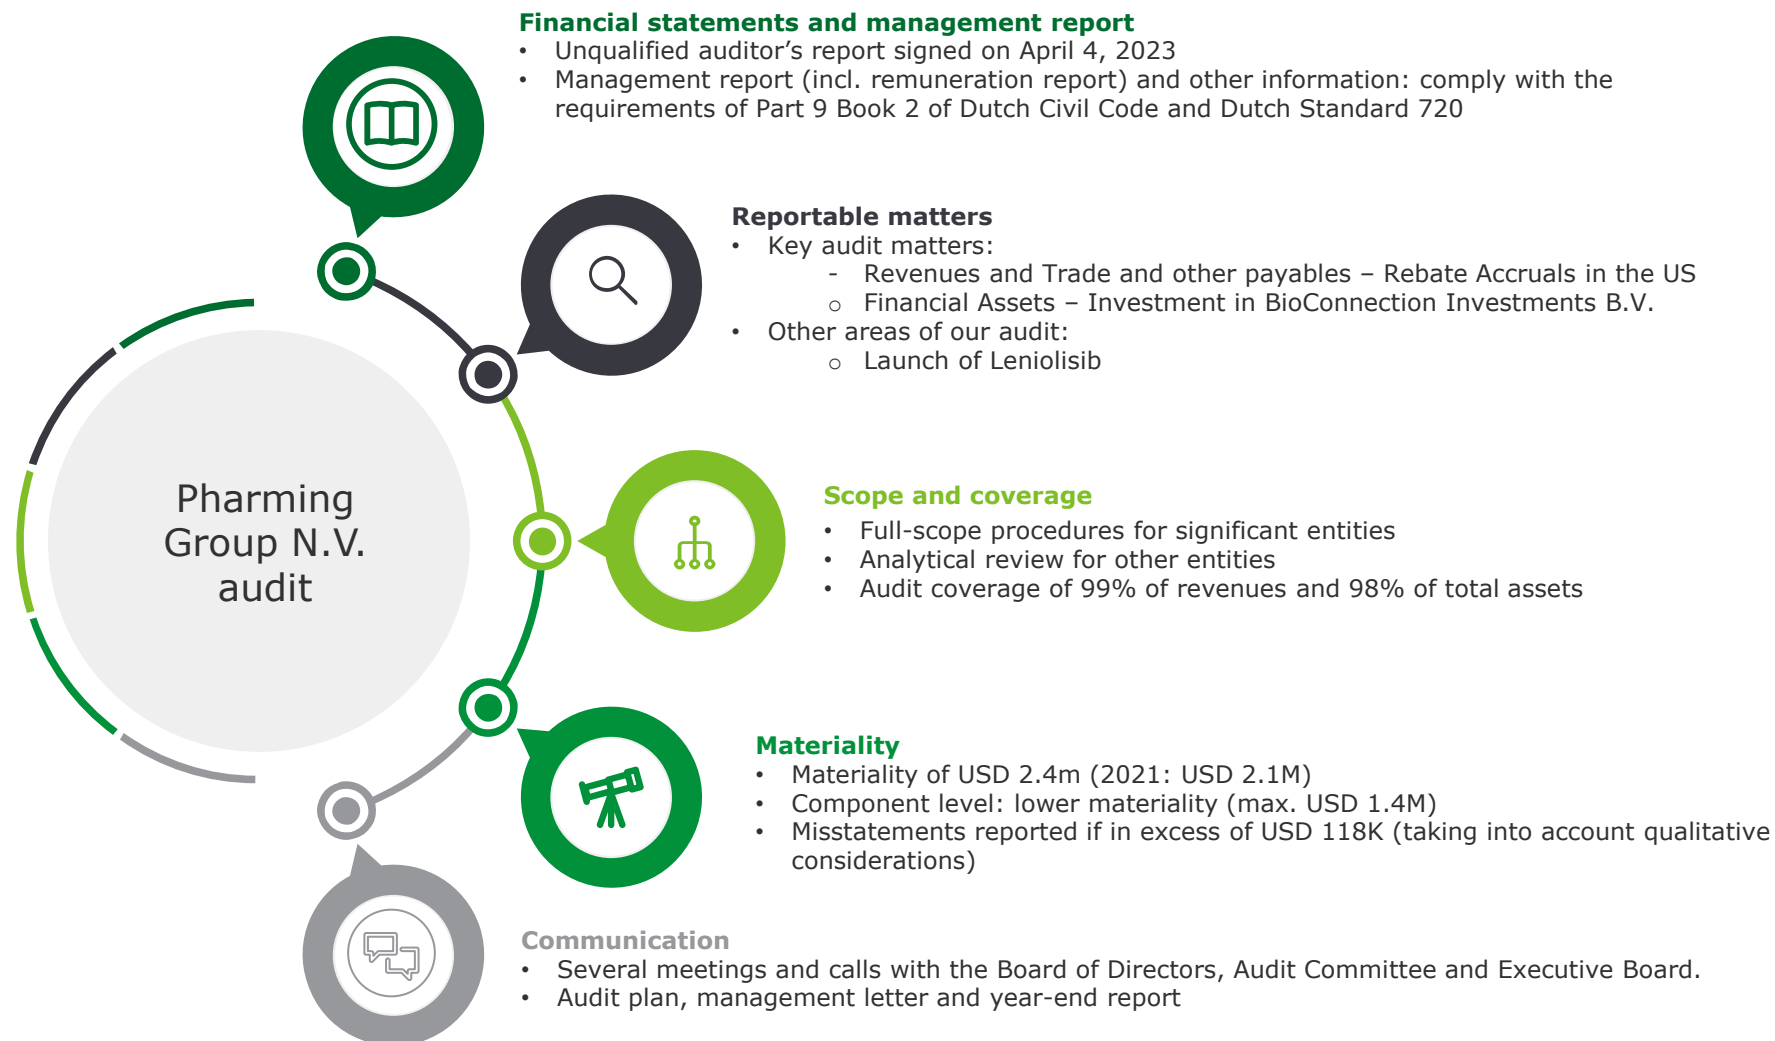 Financial statements and management report
• Unqualified auditor’s report signed on April 4, 2023
• Management report (incl. remuneration report) and other information: comply with the
requirements of Part 9 Book 2 of Dutch Civil Code and Dutch Standard 720
Reportable matters
• Key audit matters:
- Revenues and Trade and other payables – Rebate Accruals in the US
o Financial Assets – Investment in BioConnection Investments B.V.
• Other areas of our audit:
o Launch of Leniolisib
Pharming
Group N.V.
audit
Scope and coverage
• Full-scope procedures for significant entities
• Analytical review for other entities
• Audit coverage of 99% of revenues and 98% of total assets
Materiality
• Materiality of USD 2.4m (2021: USD 2.1M)
• Component level: lower materiality (max. USD 1.4M)
• Misstatements reported if in excess of USD 118K (taking into account qualitative
considerations)
Communication
• Several meetings and calls with the Board of Directors, Audit Committee and Executive Board.
• Audit plan, management letter and year-end report